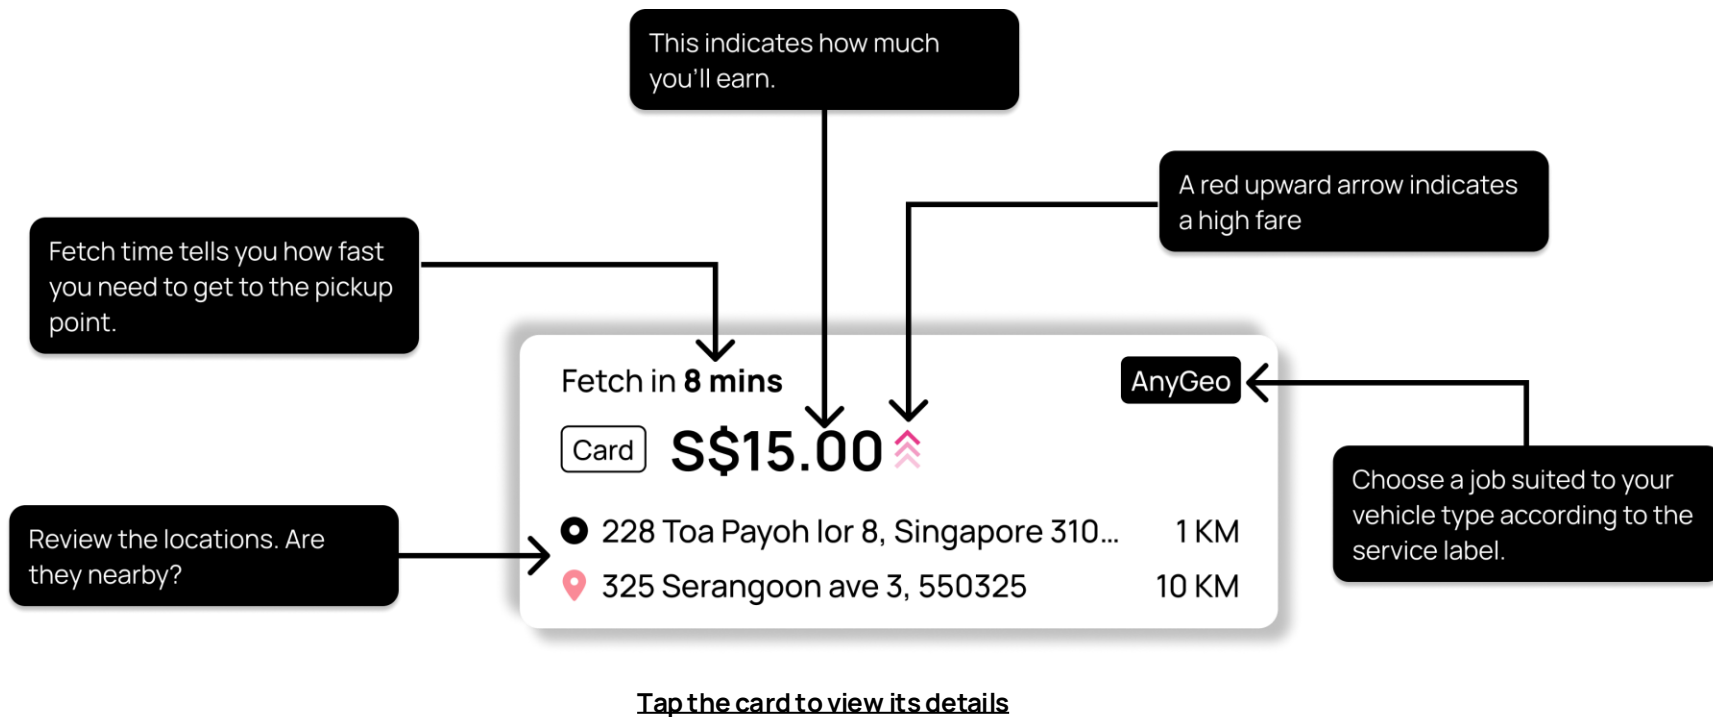 This indicates how much
you'll earn.
A red upward arrow indicates
a high fare
Fetch time tells you how fast
you need to get to the pickup
point.
Fetch in 8 mins
AnyGeo
Card S$15.00
Choose a job suited to your
vehicle type according to the
service label.
Review the locations. Are
they nearby?
228 Toa Payoh lor 8, Singapore 310... 1 KM
325 Serangoon ave 3, 550325 10 KM
Tap the card to view its details